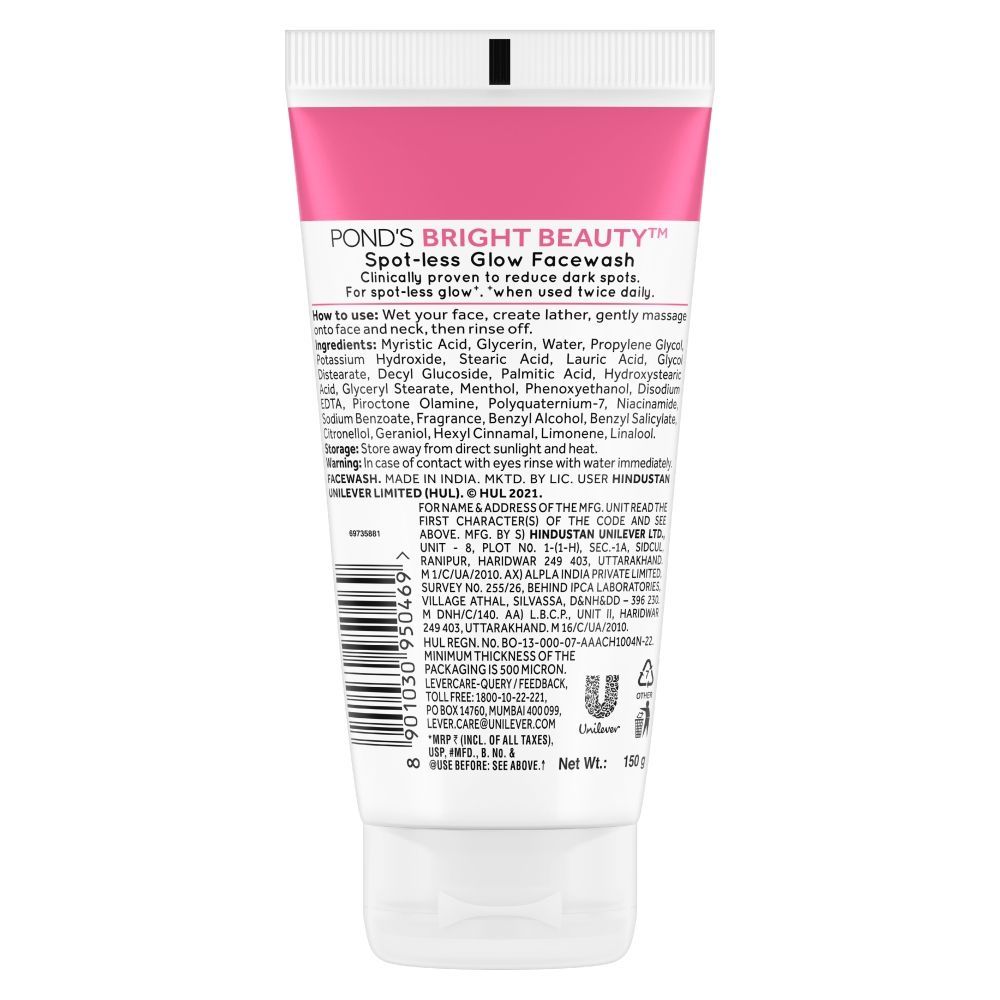 POND'S BRIGHT BEAUTY™
Spot-less Glow Facewash
Clinically proven to reduce dark spots.
For spot-less glow⁺. ⁺when used twice daily.
How to use: Wet your face, create lather, gently massage
onto face and neck, then rinse off.
Ingredients: Myristic Acid, Glycerin, Water, Propylene Glycol,
Potassium Hydroxide, Stearic Acid, Lauric Acid, Glycol
Distearate, Decyl Glucoside, Palmitic Acid, Hydroxystearic
Acid, Glyceryl Stearate, Menthol, Phenoxyethanol, Disodium
EDTA, Piroctone Olamine, Polyquaternium-7, Niacinamide,
Sodium Benzoate, Fragrance, Benzyl Alcohol, Benzyl Salicylate,
Citronellol, Geraniol, Hexyl Cinnamal, Limonene, Linalool.
Storage: Store away from direct sunlight and heat.
Warning: In case of contact with eyes rinse with water immediately.
FACEWASH. MADE IN INDIA. MKTD. BY LIC. USER HINDUSTAN
UNILEVER LIMITED (HUL). © HUL 2021.
FOR NAME & ADDRESS OF THE MFG. UNIT READ THE
FIRST CHARACTER(S) OF THE CODE AND SEE
ABOVE. MFG. BY S) HINDUSTAN UNILEVER LTD.,
UNIT - 8, PLOT NO. 1-(1-H), SEC.-1A, SIDCUL,
RANIPUR, HARIDWAR 249 403, UTTARAKHAND.
M 1/C/UA/2010. AX) ALPLA INDIA PRIVATE LIMITED,
SURVEY NO. 255/26, BEHIND IPCA LABORATORIES,
VILLAGE ATHAL, SILVASSA, D&NH&DD – 396 230.
M DNH/C/140. AA) L.B.C.P., UNIT II, HARIDWAR
249 403, UTTARAKHAND. M 16/C/UA/2010.
HUL REGN. NO. BO-13-000-07-AAACH1004N-22.
MINIMUM THICKNESS OF THE
PACKAGING IS 500 MICRON.
LEVERCARE-QUERY / FEEDBACK,
TOLL FREE: 1800-10-22-221,
PO BOX 14760, MUMBAI 400 099,
LEVER.CARE@UNILEVER.COM
*MRP ₹ (INCL. OF ALL TAXES),
USP, #MFD., B. No. &
@USE BEFORE: SEE ABOVE.↑
Net Wt.: 150 g
69735881
8 901030 950469 >
Unilever
7
OTHER